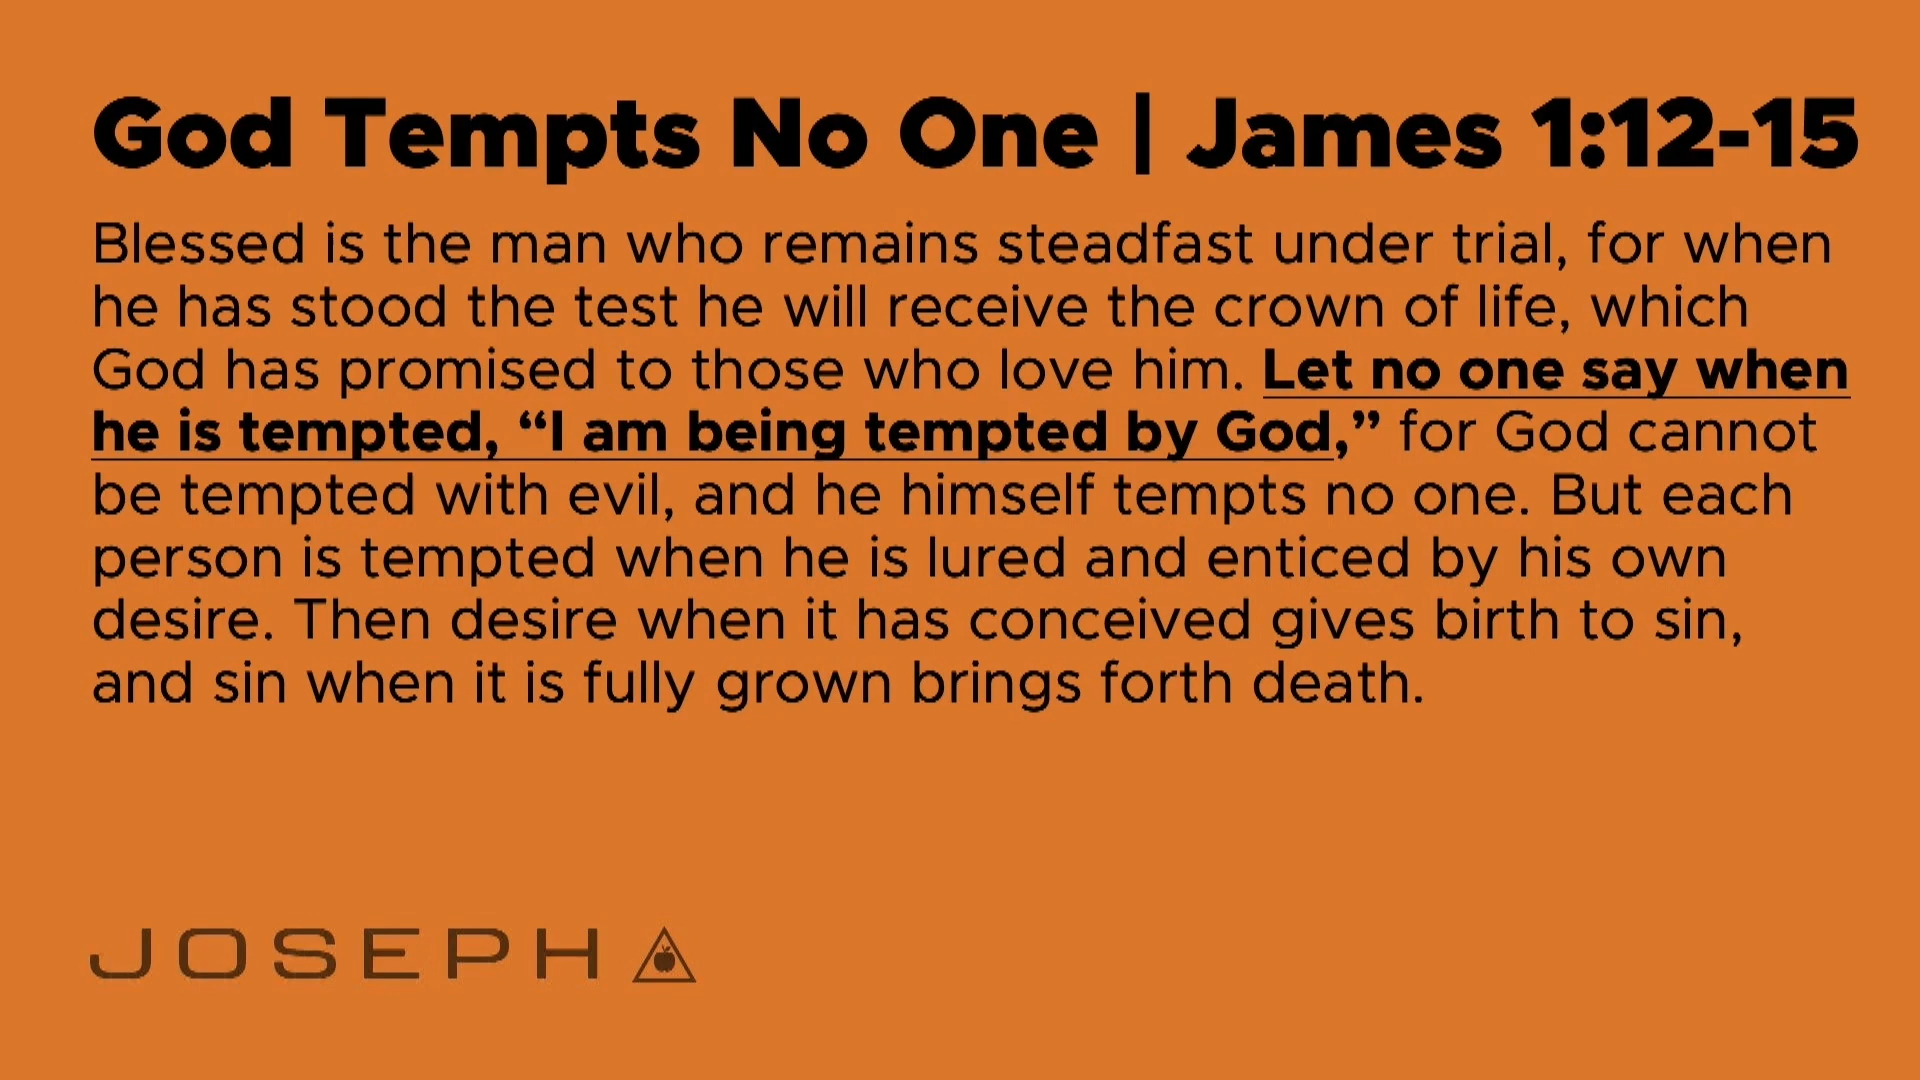 God Tempts No One | James 1:12-15
Blessed is the man who remains steadfast under trial, for when
he has stood the test he will receive the crown of life, which
God has promised to those who love him. Let no one say when
he is tempted, “I am being tempted by God,” for God cannot
be tempted with evil, and he himself tempts no one. But each
person is tempted when he is lured and enticed by his own
desire. Then desire when it has conceived gives birth to sin,
and sin when it is fully grown brings forth death.
JOSEPH